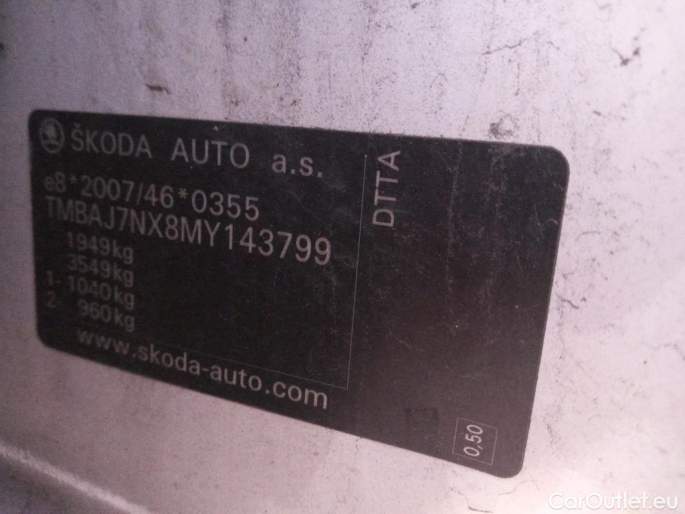 ŠKODA AUTO a.s.
e8*2007/46*0355
TMBAJ7NX8MY143799
1949kg
3549kg
1- 1040kg
2- 960kg
www.skoda-auto.com
DTTA
0,50
CarOutlet.eu